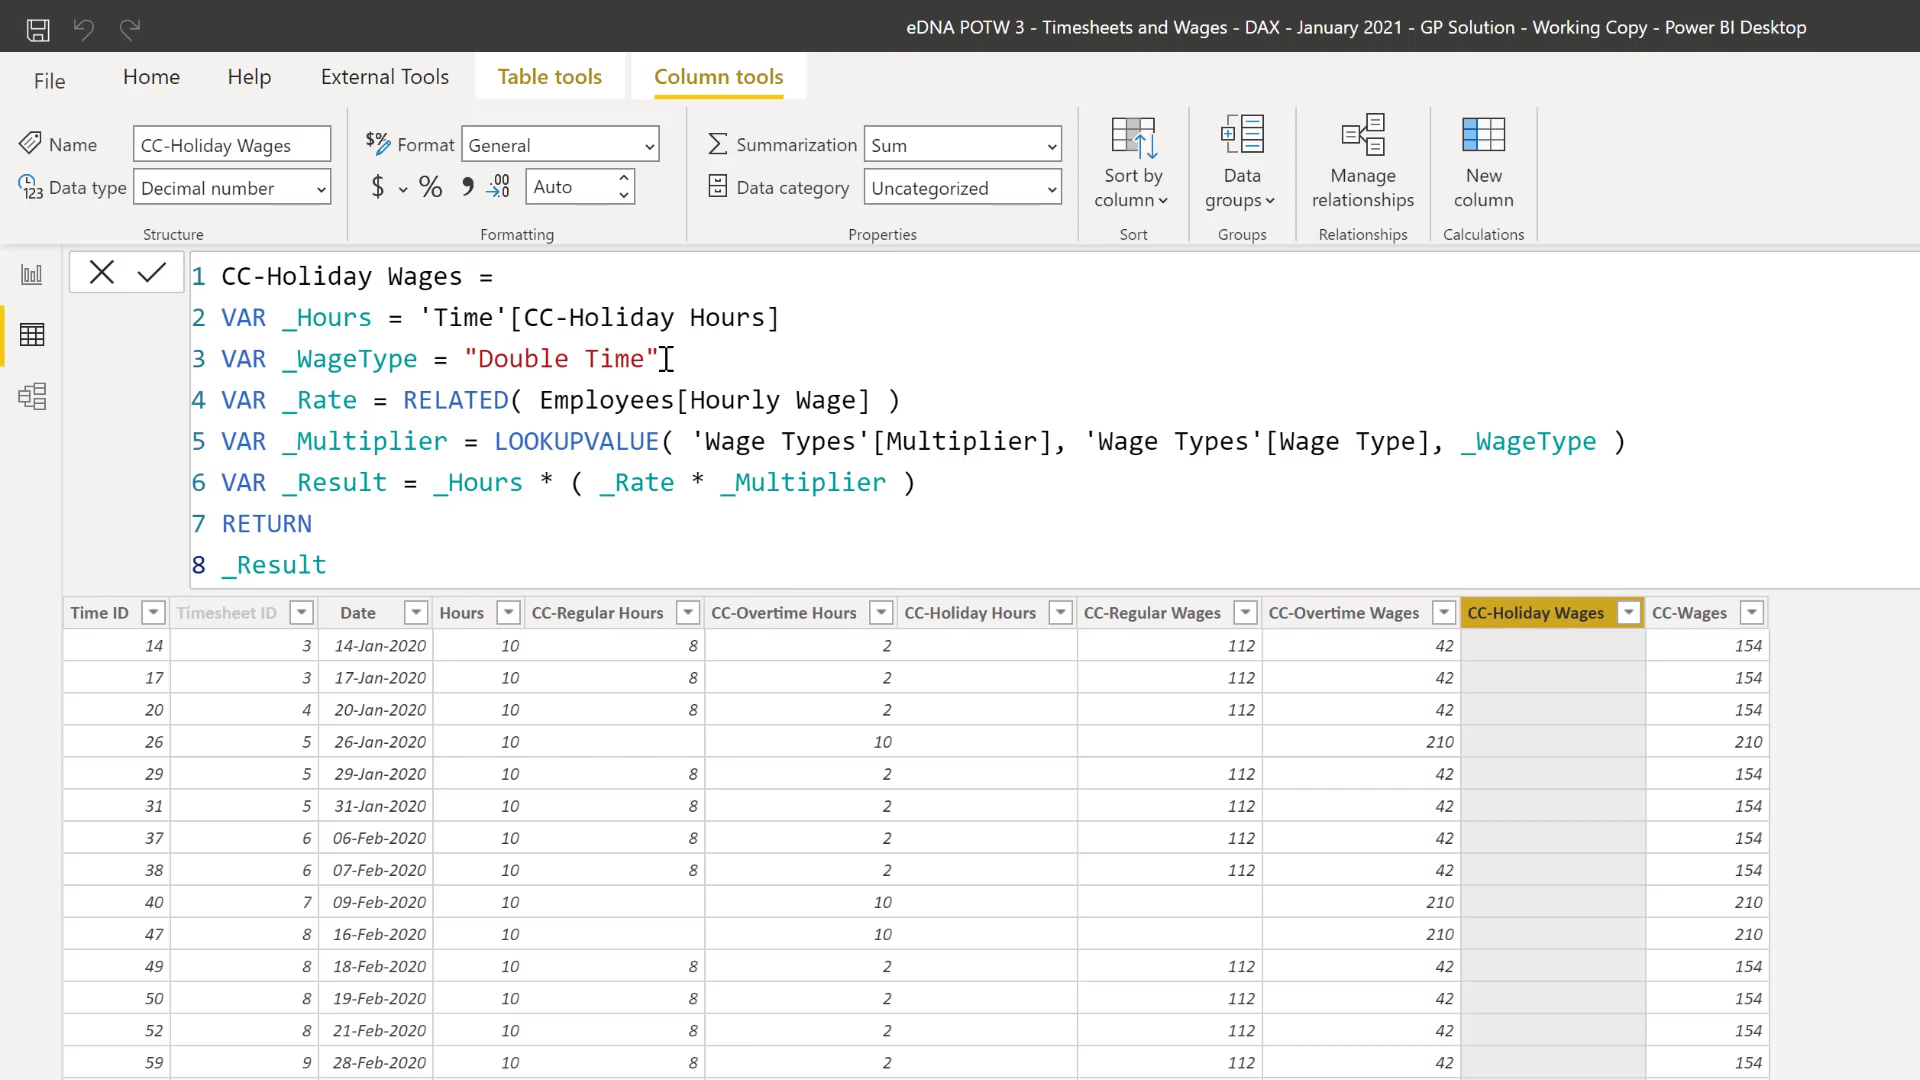 eDNA POTW 3 - Timesheets and Wages - DAX - January 2021 - GP Solution - Working Copy - Power BI Desktop
File Home Help External Tools Table tools Column tools
Name CC-Holiday Wages
Data type Decimal number
Structure
$% Format General
$ % , .00 →.0 Auto
Formatting
Summarization Sum
Data category Uncategorized
Properties
Sort by
column
Sort
Data
groups
Groups
Manage
relationships
Relationships
New
column
Calculations
1 CC-Holiday Wages =
2 VAR _Hours = 'Time'[CC-Holiday Hours]
3 VAR _WageType = "Double Time"
4 VAR _Rate = RELATED( Employees[Hourly Wage] )
5 VAR _Multiplier = LOOKUPVALUE( 'Wage Types'[Multiplier], 'Wage Types'[Wage Type], _WageType )
6 VAR _Result = _Hours * ( _Rate * _Multiplier )
7 RETURN
8 _Result
Time ID Timesheet ID Date Hours CC-Regular Hours CC-Overtime Hours CC-Holiday Hours CC-Regular Wages CC-Overtime Wages CC-Holiday Wages CC-Wages
14 3 14-Jan-2020 10 8 2 112 42 154
17 3 17-Jan-2020 10 8 2 112 42 154
20 4 20-Jan-2020 10 8 2 112 42 154
26 5 26-Jan-2020 10 10 210 210
29 5 29-Jan-2020 10 8 2 112 42 154
31 5 31-Jan-2020 10 8 2 112 42 154
37 6 06-Feb-2020 10 8 2 112 42 154
38 6 07-Feb-2020 10 8 2 112 42 154
40 7 09-Feb-2020 10 10 210 210
47 8 16-Feb-2020 10 10 210 210
49 8 18-Feb-2020 10 8 2 112 42 154
50 8 19-Feb-2020 10 8 2 112 42 154
52 8 21-Feb-2020 10 8 2 112 42 154
59 9 28-Feb-2020 10 8 2 112 42 154